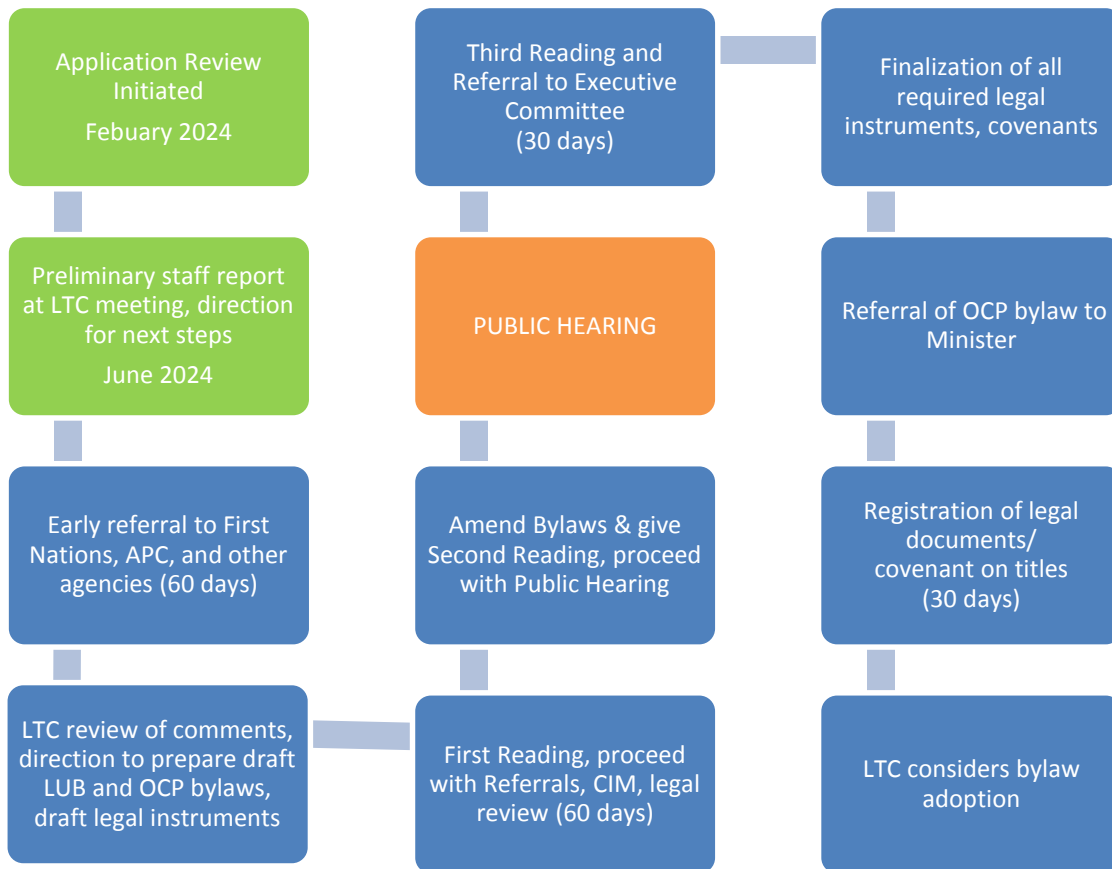 Application Review
Initiated
Febuary 2024
Preliminary staff report
at LTC meeting, direction
for next steps
June 2024
Early referral to First
Nations, APC, and other
agencies (60 days)
LTC review of comments,
direction to prepare draft
LUB and OCP bylaws,
draft legal instruments
First Reading, proceed
with Referrals, CIM, legal
review (60 days)
Amend Bylaws & give
Second Reading, proceed
with Public Hearing
PUBLIC HEARING
Third Reading and
Referral to Executive
Committee
(30 days)
Finalization of all
required legal
instruments, covenants
Referral of OCP bylaw to
Minister
Registration of legal
documents/
covenant on titles
(30 days)
LTC considers bylaw
adoption